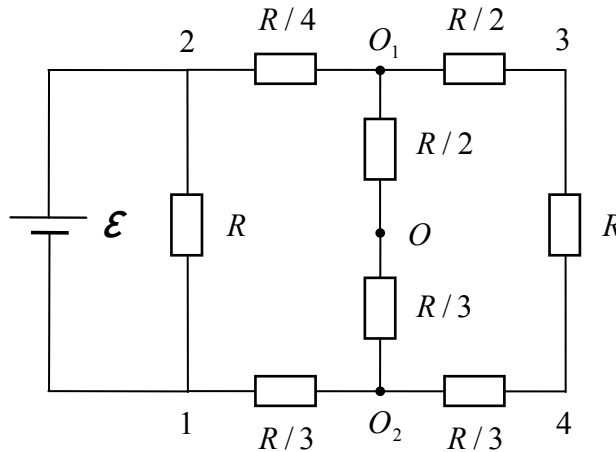 2 R / 4 O₁ R / 2 3
R / 2
ℰ R O R
R / 3
1 R / 3 O₂ R / 3 4